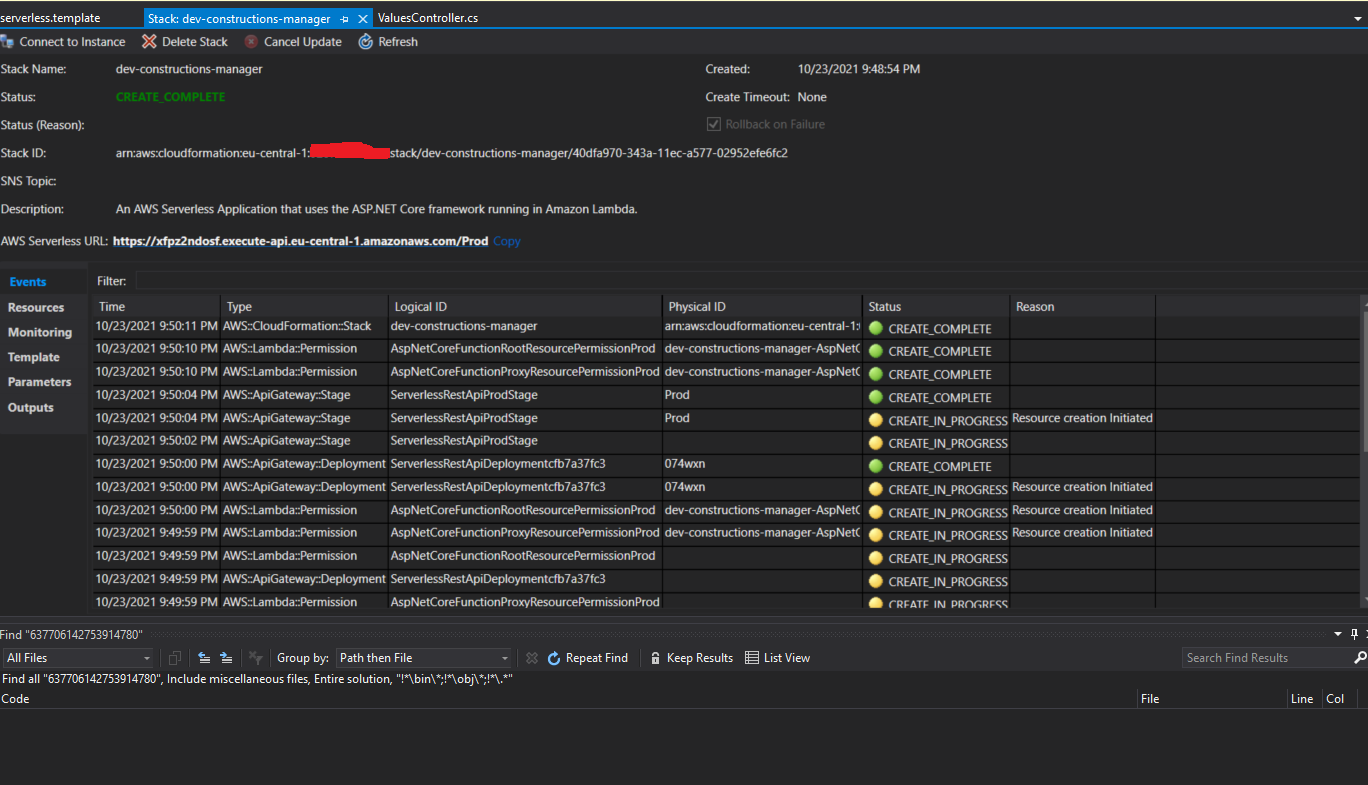 serverless.template Stack: dev-constructions-manager ValuesController.cs
Connect to Instance Delete Stack Cancel Update Refresh
Stack Name: dev-constructions-manager Created: 10/23/2021 9:48:54 PM
Status: CREATE_COMPLETE Create Timeout: None
Status (Reason): Rollback on Failure
Stack ID: arn:aws:cloudformation:eu-central-1: stack/dev-constructions-manager/40dfa970-343a-11ec-a577-02952efe6fc2
SNS Topic:
Description: An AWS Serverless Application that uses the ASP.NET Core framework running in Amazon Lambda.
AWS Serverless URL: https://xfpz2ndosf.execute-api.eu-central-1.amazonaws.com/Prod Copy
Events
Resources
Monitoring
Template
Parameters
Outputs
Filter:
Time Type Logical ID Physical ID Status Reason
10/23/2021 9:50:11 PM AWS::CloudFormation::Stack dev-constructions-manager arn:aws:cloudformation:eu-central-1: CREATE_COMPLETE
10/23/2021 9:50:10 PM AWS::Lambda::Permission AspNetCoreFunctionRootResourcePermissionProd dev-constructions-manager-AspNetC CREATE_COMPLETE
10/23/2021 9:50:10 PM AWS::Lambda::Permission AspNetCoreFunctionProxyResourcePermissionProd dev-constructions-manager-AspNetC CREATE_COMPLETE
10/23/2021 9:50:04 PM AWS::ApiGateway::Stage ServerlessRestApiProdStage Prod CREATE_COMPLETE
10/23/2021 9:50:04 PM AWS::ApiGateway::Stage ServerlessRestApiProdStage Prod CREATE_IN_PROGRESS Resource creation Initiated
10/23/2021 9:50:02 PM AWS::ApiGateway::Stage ServerlessRestApiProdStage CREATE_IN_PROGRESS
10/23/2021 9:50:00 PM AWS::ApiGateway::Deployment ServerlessRestApiDeploymentcfb7a37fc3 074wxn CREATE_COMPLETE
10/23/2021 9:50:00 PM AWS::ApiGateway::Deployment ServerlessRestApiDeploymentcfb7a37fc3 074wxn CREATE_IN_PROGRESS Resource creation Initiated
10/23/2021 9:50:00 PM AWS::Lambda::Permission AspNetCoreFunctionRootResourcePermissionProd dev-constructions-manager-AspNetC CREATE_IN_PROGRESS Resource creation Initiated
10/23/2021 9:49:59 PM AWS::Lambda::Permission AspNetCoreFunctionProxyResourcePermissionProd dev-constructions-manager-AspNetC CREATE_IN_PROGRESS Resource creation Initiated
10/23/2021 9:49:59 PM AWS::Lambda::Permission AspNetCoreFunctionRootResourcePermissionProd CREATE_IN_PROGRESS
10/23/2021 9:49:59 PM AWS::ApiGateway::Deployment ServerlessRestApiDeploymentcfb7a37fc3 CREATE_IN_PROGRESS
10/23/2021 9:49:59 PM AWS::Lambda::Permission AspNetCoreFunctionProxyResourcePermissionProd CREATE_IN_PROGRESS
Find "637706142753914780"
All Files Group by: Path then File Repeat Find Keep Results List View Search Find Results
Find all "637706142753914780", Include miscellaneous files, Entire solution, "!*\bin\*;!*\obj\*;!*\.*"
Code File Line Col